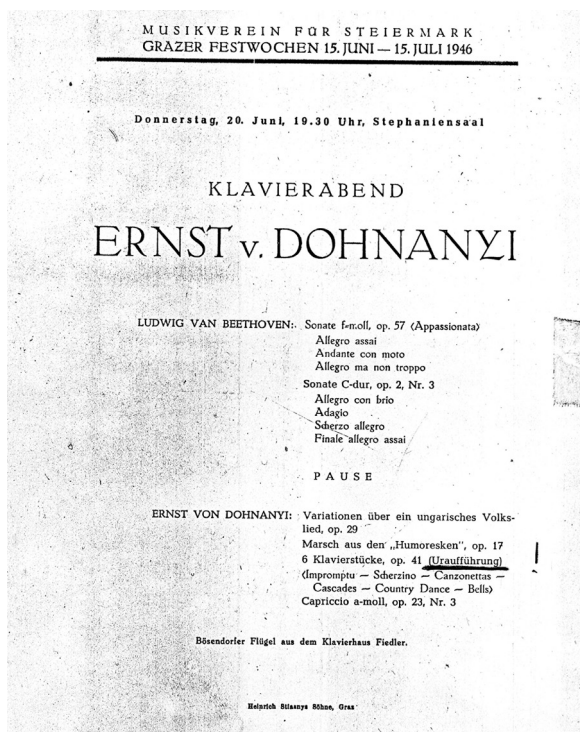 MUSIKVEREIN FÜR STEIERMARK
GRAZER FESTWOCHEN 15. JUNI — 15. JULI 1946
Donnerstag, 20. Juni, 19.30 Uhr, Stephaniensaal
KLAVIERABEND
ERNST v. DOHNANYI
LUDWIG VAN BEETHOVEN: Sonate f-moll, op. 57 (Appassionata)
Allegro assai
Andante con moto
Allegro ma non troppo
Sonate C-dur, op. 2, Nr. 3
Allegro con brio
Adagio
Scherzo allegro
Finale allegro assai
PAUSE
ERNST VON DOHNANYI: Variationen über ein ungarisches Volks-
lied, op. 29
Marsch aus den „Humoresken", op. 17
6 Klavierstücke, op. 41 (Uraufführung)
(Impromptu — Scherzino — Canzonettas —
Cascades — Country Dance — Bells)
Capriccio a-moll, op. 23, Nr. 3
Bösendorfer Flügel aus dem Klavierhaus Fiedler.
Heinrich Stiasnys Söhne, Graz